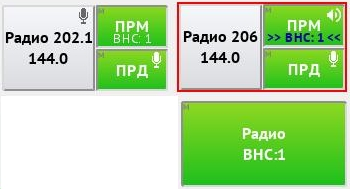 Радио 202.1
144.0
М
ПРМ
ВНС: 1
М
ПРД
Радио 206
144.0
М
ПРМ
>> ВНС: 1 <<
М
ПРД
М
Радио
ВНС:1